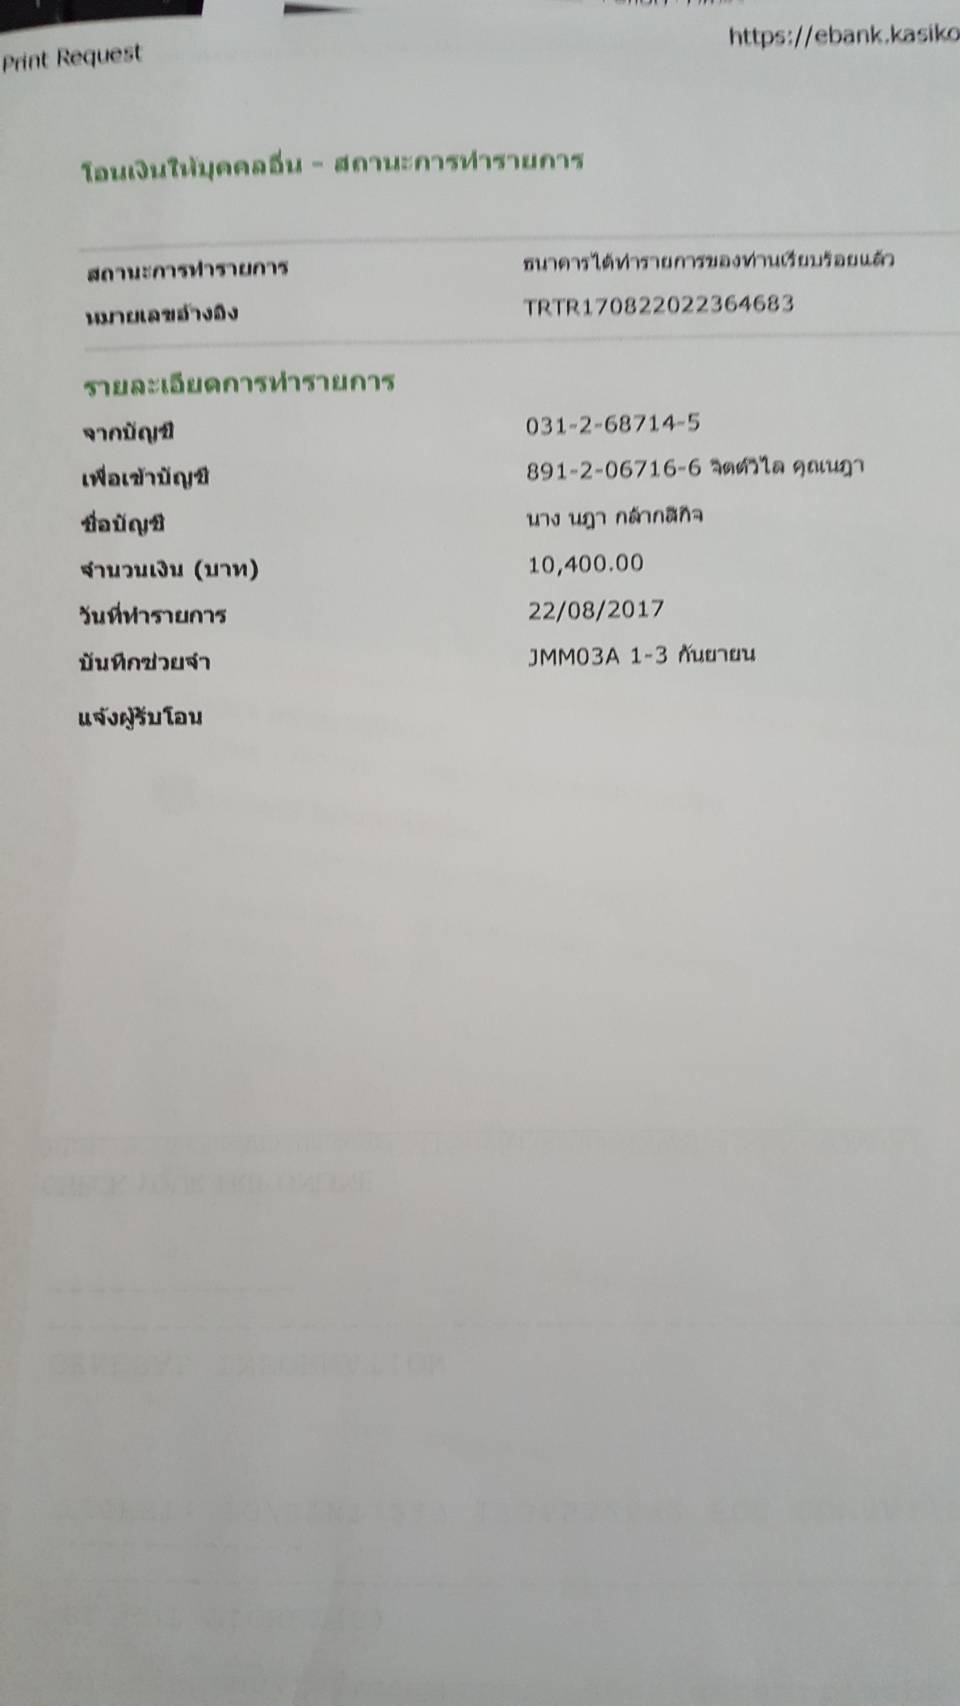 Print Request
https://ebank.kasiko
โอนเงินให้บุคคลอื่น - สถานะการทำรายการ
สถานะการทำรายการ ธนาคารได้ทำรายการของท่านเรียบร้อยแล้ว
หมายเลขอ้างอิง TRTR170822022364683
รายละเอียดการทำรายการ
จากบัญชี 031-2-68714-5
เพื่อเข้าบัญชี 891-2-06716-6 จิตต์วิไล คุณนฎา
ชื่อบัญชี นาง นฎา กล้ากสิกิจ
จำนวนเงิน (บาท) 10,400.00
วันที่ทำรายการ 22/08/2017
บันทึกช่วยจำ JMM03A 1-3 กันยายน
แจ้งผู้รับโอน